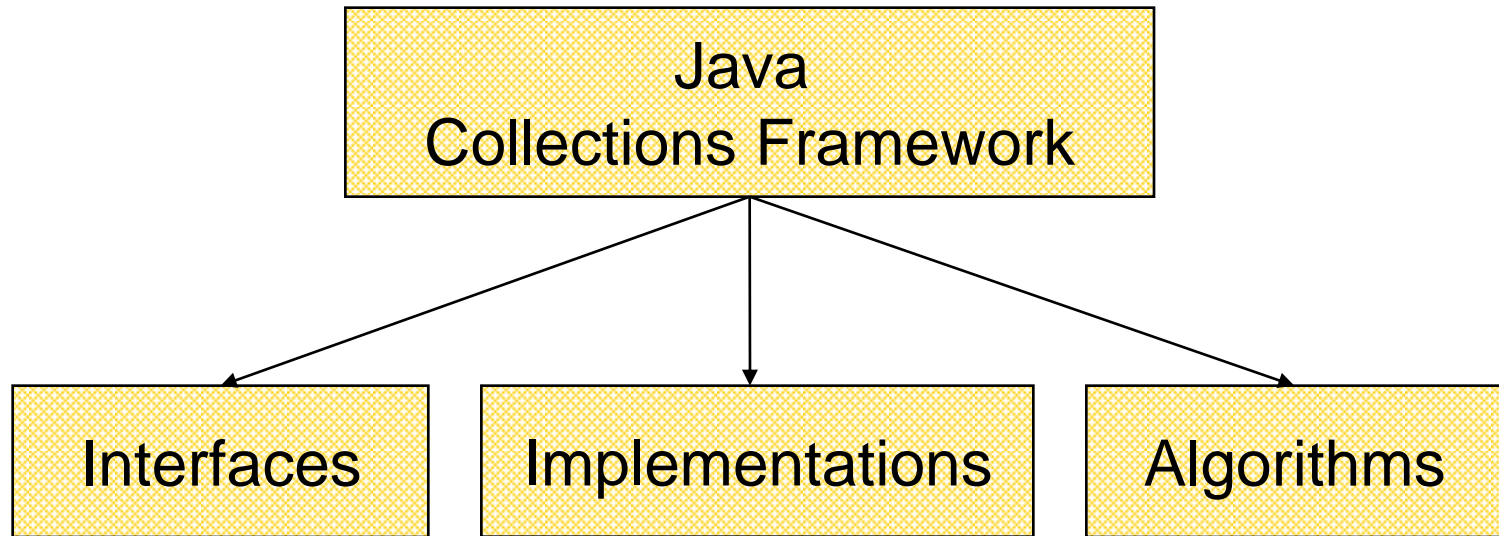 Java
Collections Framework
Interfaces
Implementations
Algorithms